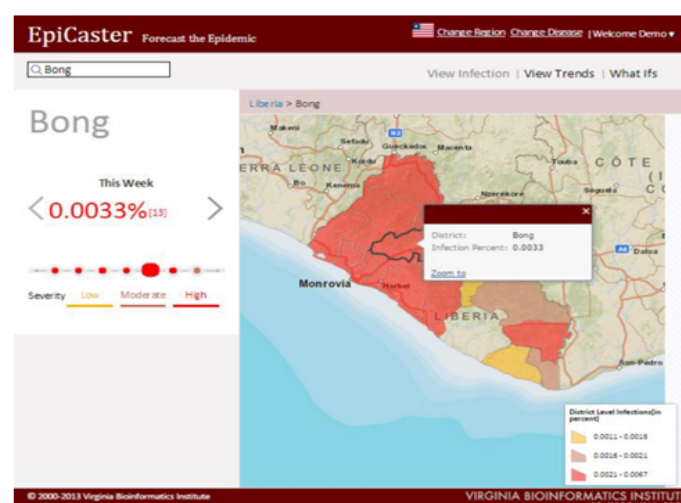 EpiCaster Forecast the Epidemic
Change Region Change Disease | Welcome Demo ▾
Bong
View Infection | View Trends | What Ifs
Liberia > Bong
Bong
This Week
< 0.0033% [13] >
Severity Low Moderate High
Makeni
Sefadu
Gueckedou
Macenta
Kordu
Touba
CÔTE
ERRA LEONE
Bo
Kenema
Nzerekore
Seguela
×
District: Bong
Infection Percent: 0.0033
Zoom to
Daloa
Monrovia
Harbel
LIBERIA
San-Pedro
District Level Infections(in percent)
0.0011 - 0.0016
0.0016 - 0.0021
0.0021 - 0.0067
© 2000-2013 Virginia Bioinformatics Institute
VIRGINIA BIOINFORMATICS INSTITUT